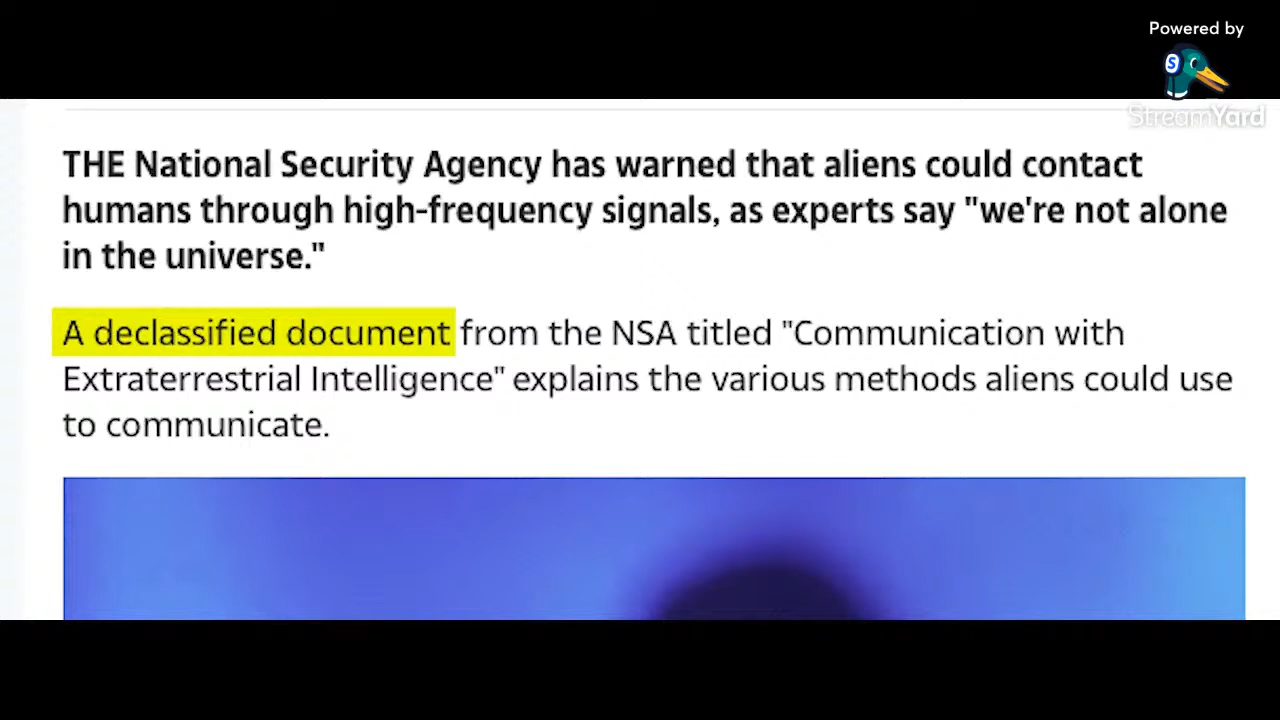 Powered by
S
StreamYard
THE National Security Agency has warned that aliens could contact
humans through high-frequency signals, as experts say "we're not alone
in the universe."
A declassified document from the NSA titled "Communication with
Extraterrestrial Intelligence" explains the various methods aliens could use
to communicate.